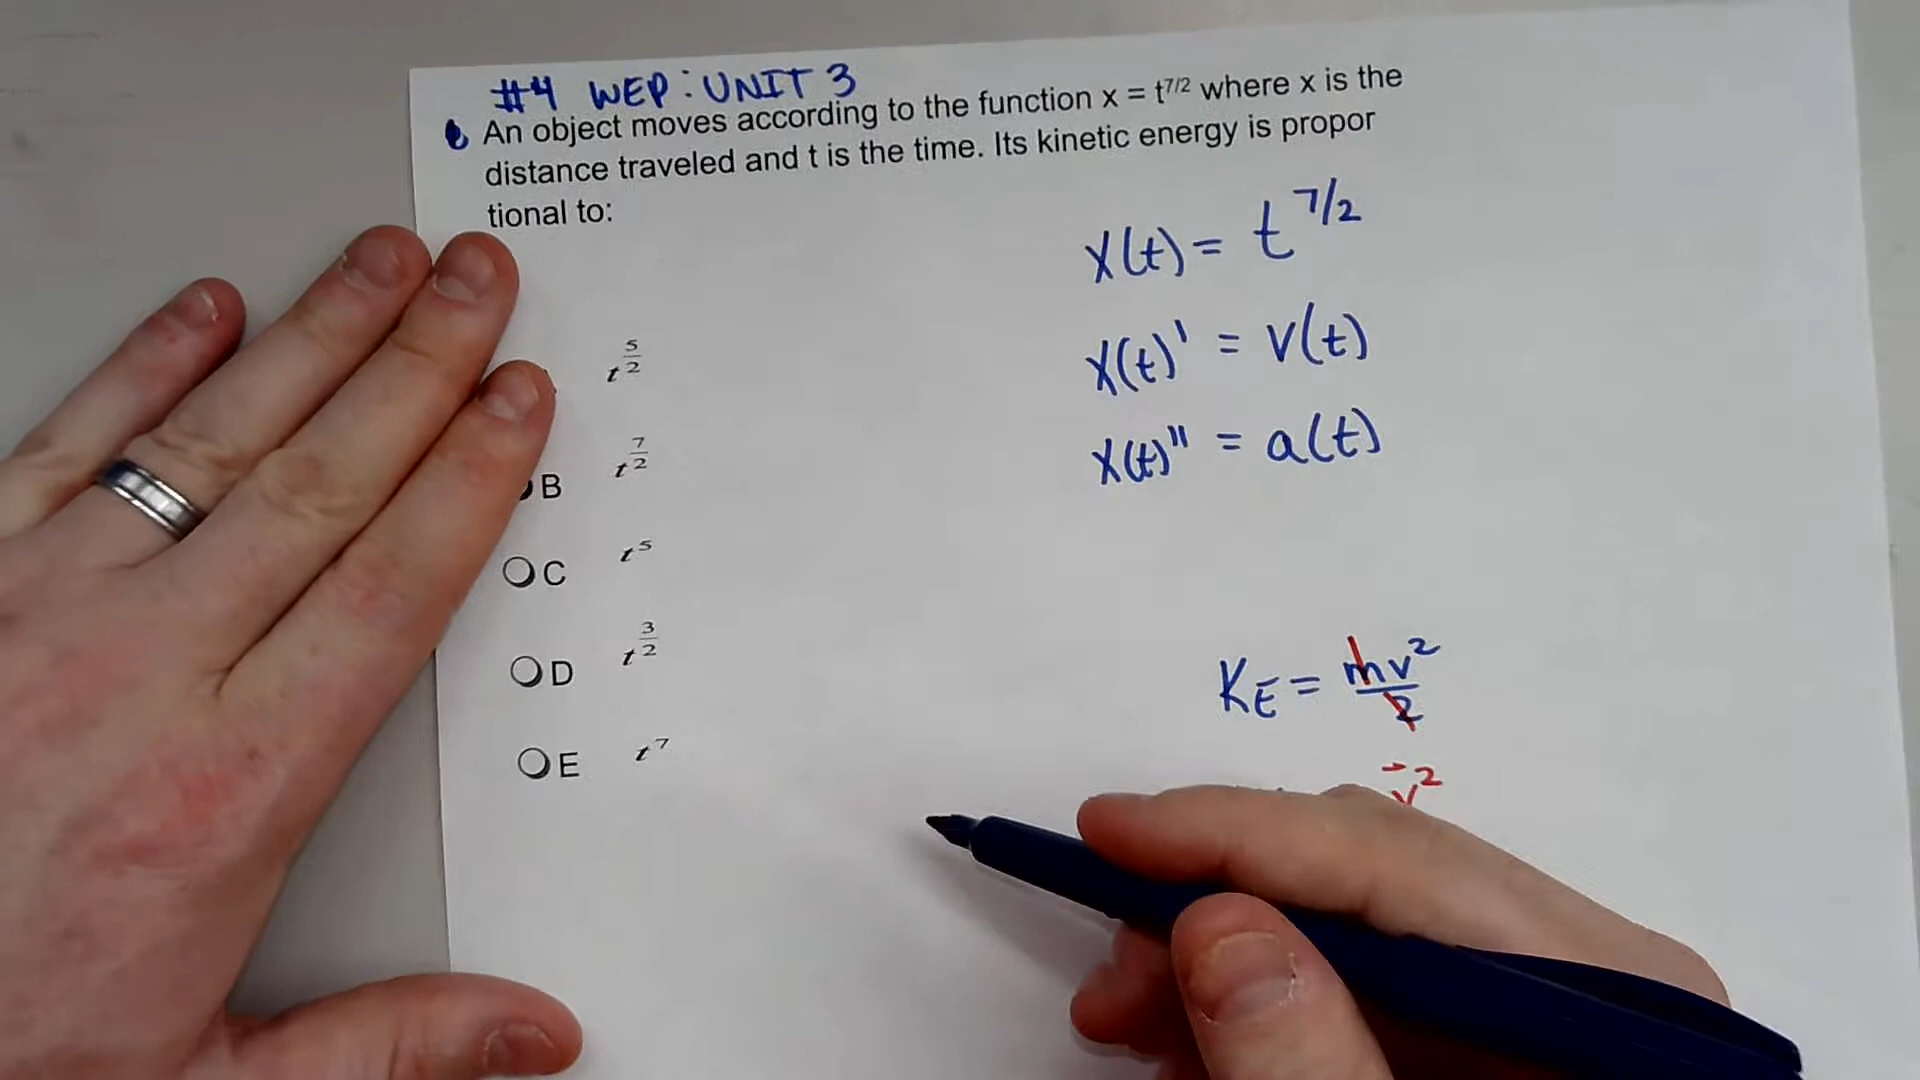 #4 WEP: UNIT 3
An object moves according to the function x = t^7/2 where x is the
distance traveled and t is the time. Its kinetic energy is propor
tional to:
x(t) = t^7/2
t^5/2
x(t)' = v(t)
B t^7/2
x(t)" = a(t)
C t^5
D t^3/2
KE = mv²/2
E t^7
v²